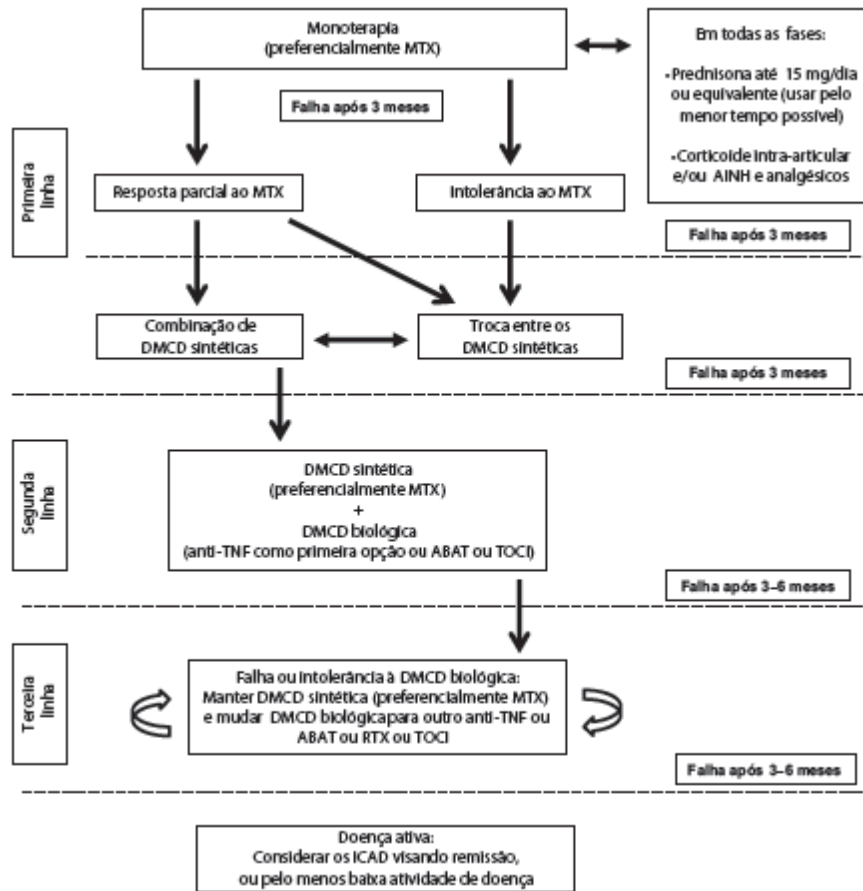 Monoterapia
(preferencialmente MTX)
Em todas as fases:
•Prednisona até 15 mg/dia
ou equivalente (usar pelo
menor tempo possível)
•Corticoide intra-articular
e/ou AINH e analgésicos
Falha após 3 meses
Primeira
linha
Resposta parcial ao MTX
Intolerância ao MTX
Falha após 3 meses
Combinação de
DMCD sintéticas
Troca entre os
DMCD sintéticas
Falha após 3 meses
Segunda
linha
DMCD sintética
(preferencialmente MTX)
+
DMCD biológica
(anti-TNF como primeira opção ou ABAT ou TOCI)
Falha após 3–6 meses
Terceira
linha
Falha ou intolerância à DMCD biológica:
Manter DMCD sintética (preferencialmente MTX)
e mudar DMCD biológica para outro anti-TNF ou
ABAT ou RTX ou TOCI
Falha após 3–6 meses
Doença ativa:
Considerar os ICAD visando remissão,
ou pelo menos baixa atividade de doença